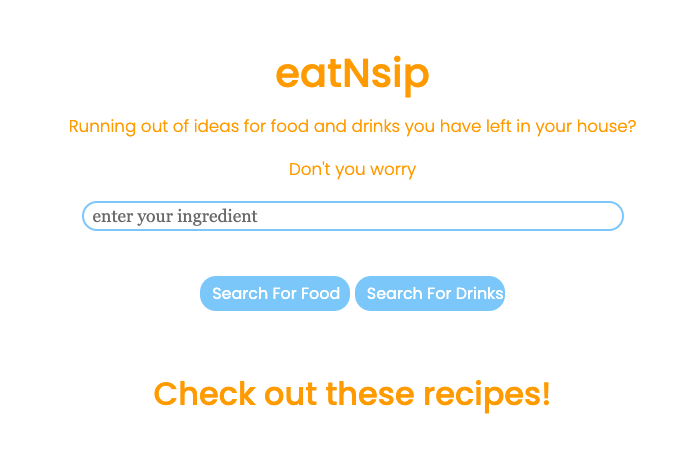 eatNsip
Running out of ideas for food and drinks you have left in your house?
Don't you worry
enter your ingredient
Search For Food
Search For Drinks
Check out these recipes!